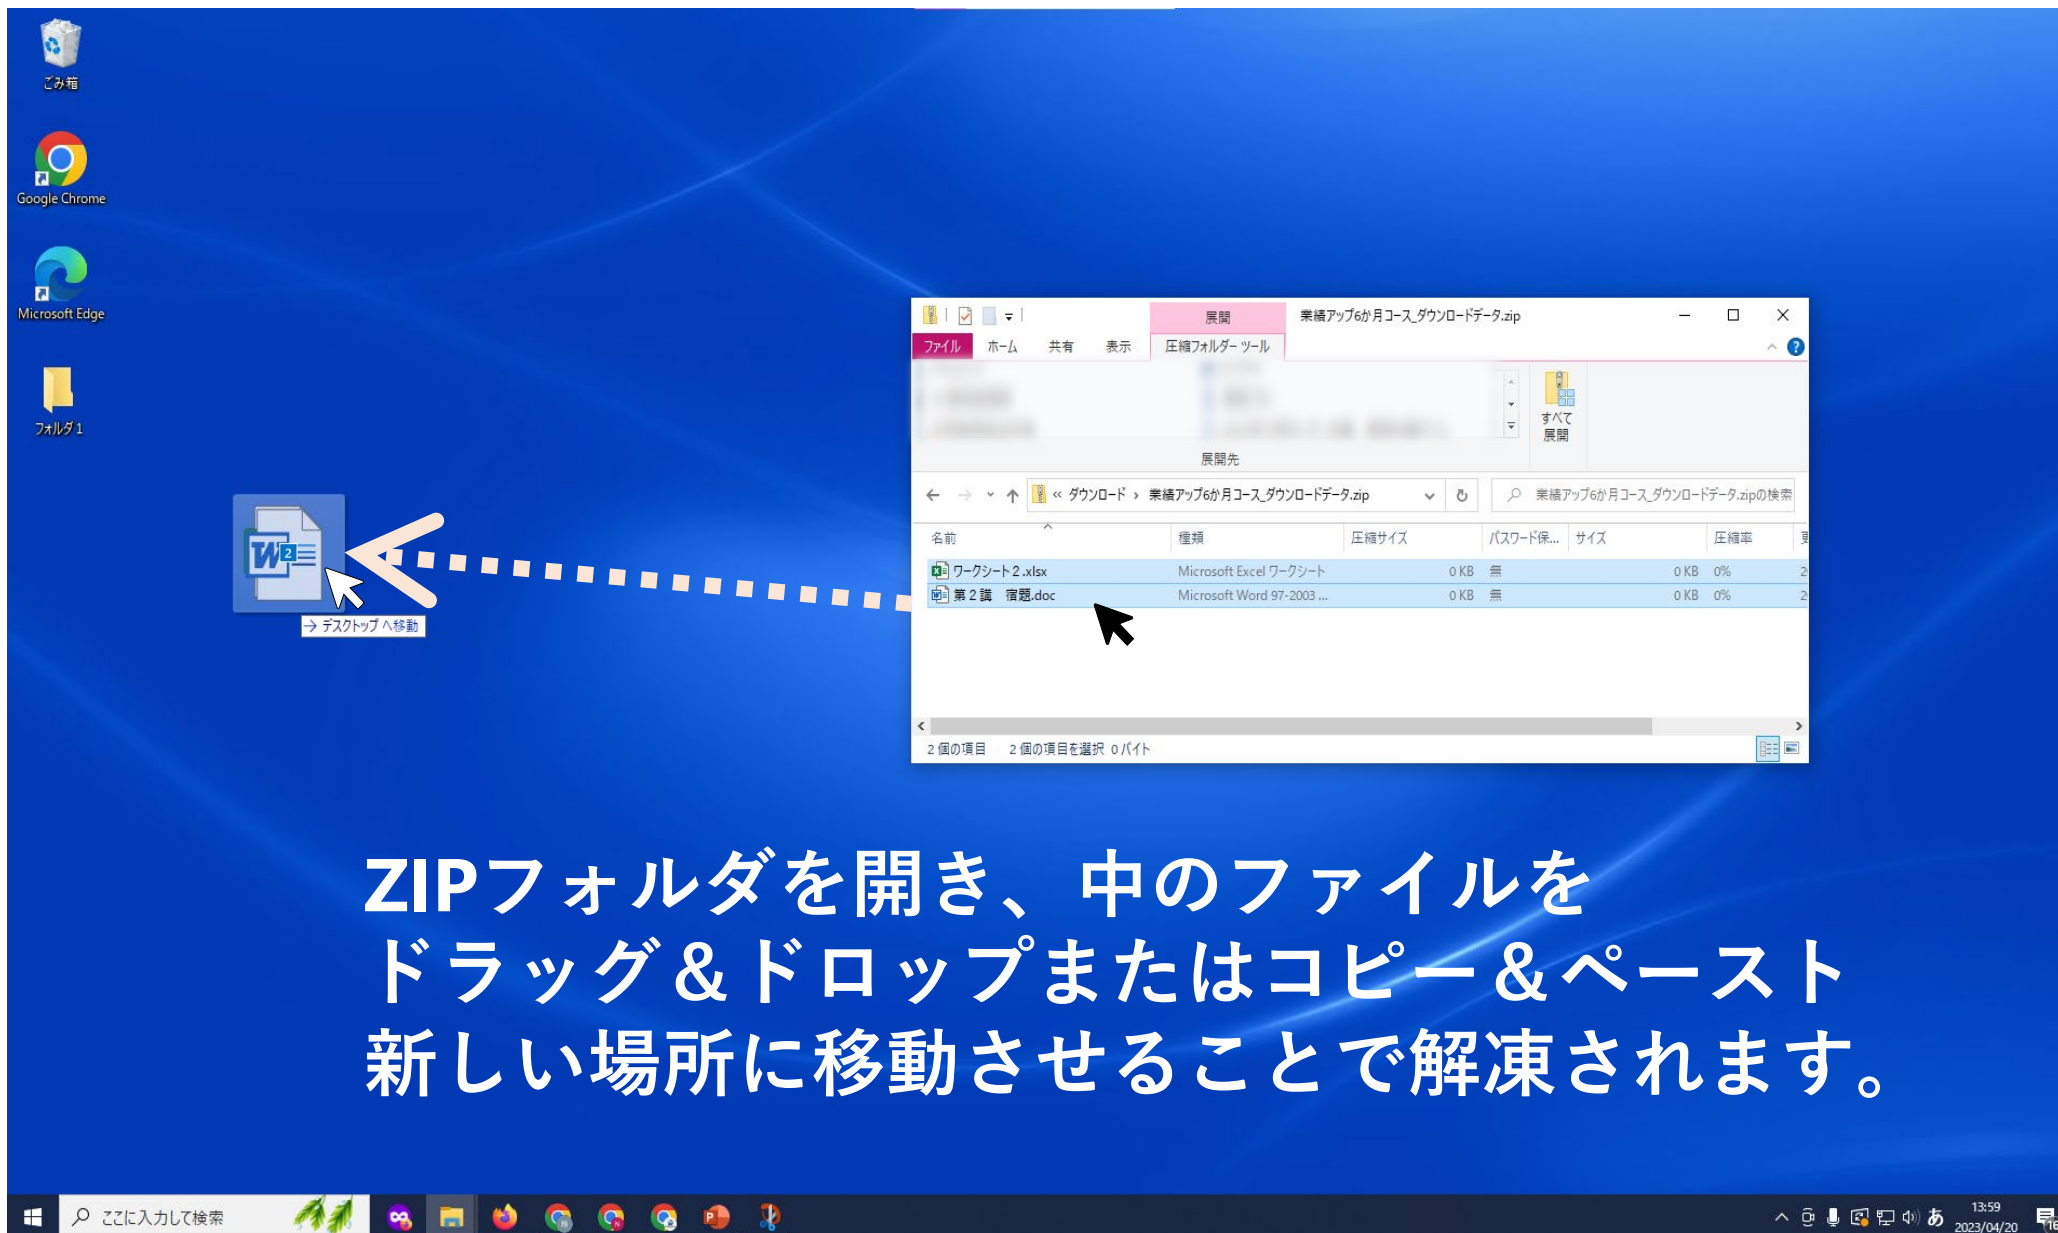 ごみ箱
Google Chrome
Microsoft Edge
フォルダ1
展開
業績アップ6か月コース_ダウンロードデータ.zip
ファイル ホーム 共有 表示 圧縮フォルダー ツール
すべて
展開
展開先
« ダウンロード › 業績アップ6か月コース_ダウンロードデータ.zip
業績アップ6か月コース_ダウンロードデータ.zipの検索
名前 種類 圧縮サイズ パスワード保... サイズ 圧縮率
ワークシート2.xlsx Microsoft Excel ワークシート 0 KB 無 0 KB 0% 2
第2講 宿題.doc Microsoft Word 97-2003 ... 0 KB 無 0 KB 0% 2
2 個の項目 2 個の項目を選択 0 バイト
W 2
→ デスクトップ へ移動
ZIPフォルダを開き、中のファイルを
ドラッグ&ドロップまたはコピー&ペースト
新しい場所に移動させることで解凍されます。
ここに入力して検索
あ
13:59
2023/04/20
16